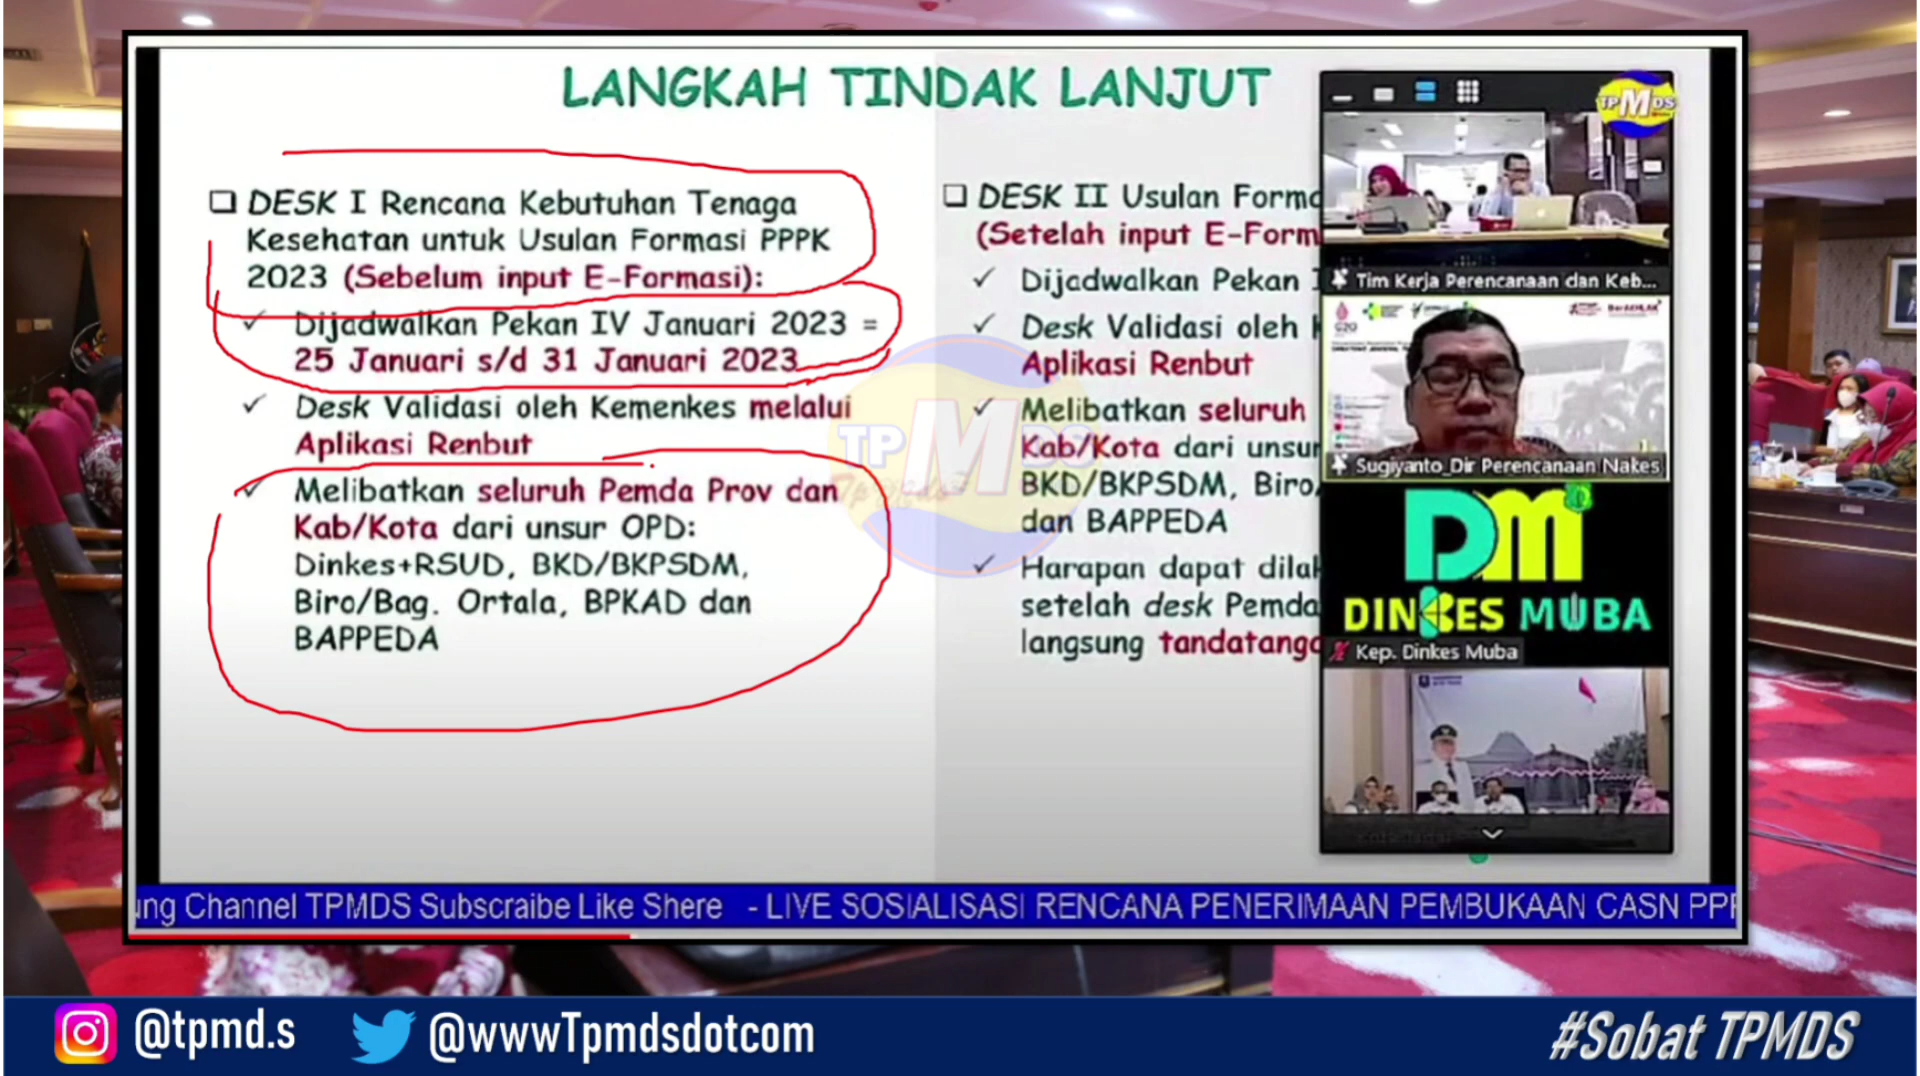 LANGKAH TINDAK LANJUT
DESK I Rencana Kebutuhan Tenaga
Kesehatan untuk Usulan Formasi PPPK
2023 (Sebelum input E-Formasi):
✓ Dijadwalkan Pekan IV Januari 2023 =
25 Januari s/d 31 Januari 2023
✓ Desk Validasi oleh Kemenkes melalui
Aplikasi Renbut
✓ Melibatkan seluruh Pemda Prov dan
Kab/Kota dari unsur OPD:
Dinkes+RSUD, BKD/BKPSDM,
Biro/Bag. Ortala, BPKAD dan
BAPPEDA
DESK II Usulan Forma
(Setelah input E-Form
✓ Dijadwalkan Pekan
✓ Desk Validasi oleh
Aplikasi Renbut
✓ Melibatkan seluruh
Kab/Kota dari unsur
BKD/BKPSDM, Biro/
dan BAPPEDA
✓ Harapan dapat dilak
setelah desk Pemda
langsung tandatanga
TPMDS
TPMDS
Tim Kerja Perencanaan dan Keb...
G20
Sugiyanto_Dir Perencanaan Nakes
DM
DINKES MUBA
Kep. Dinkes Muba
ung Channel TPMDS Subscraibe Like Shere - LIVE SOSIALISASI RENCANA PENERIMAAN PEMBUKAAN CASN PPP
@tpmd.s
@wwwTpmdsdotcom
#Sobat TPMDS